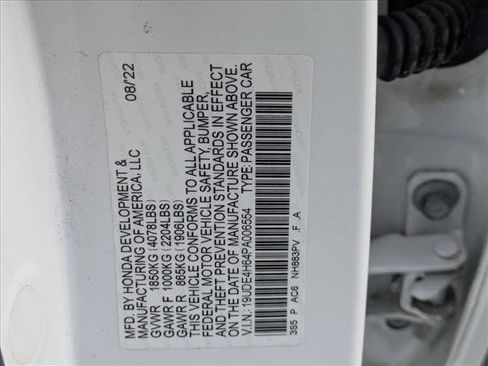 MFD. BY HONDA DEVELOPMENT & 08/22
MANUFACTURING OF AMERICA, LLC
GVWR 1850KG (4078LBS)
GAWR F 1000KG (2204LBS)
GAWR R 865KG (1906LBS)
THIS VEHICLE CONFORMS TO ALL APPLICABLE
FEDERAL MOTOR VEHICLE SAFETY, BUMPER,
AND THEFT PREVENTION STANDARDS IN EFFECT
ON THE DATE OF MANUFACTURE SHOWN ABOVE.
V.I.N.: 19UDE4H64PA006554 TYPE:PASSENGER CAR
3S5 P AC6 NH883PV F A